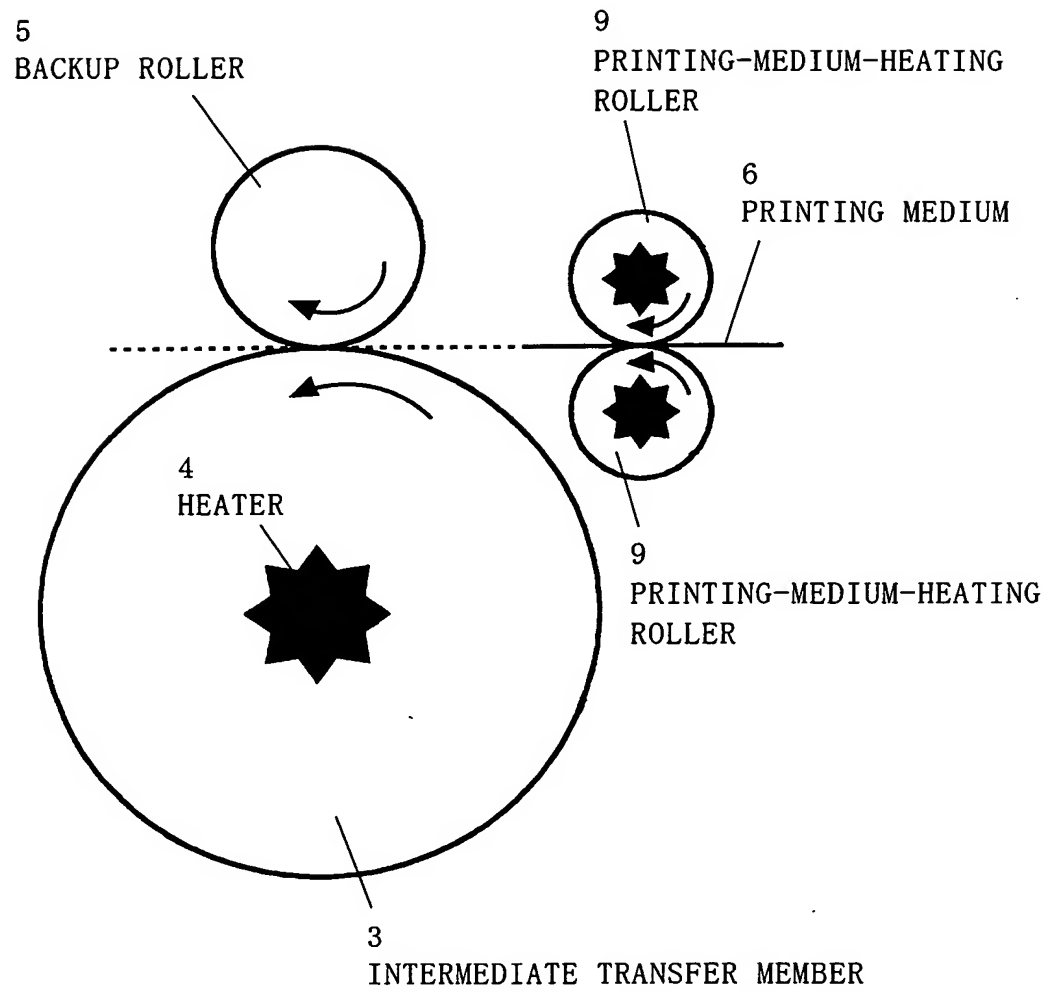 5
BACKUP ROLLER
9
PRINTING-MEDIUM-HEATING
ROLLER
6
PRINTING MEDIUM
4
HEATER
9
PRINTING-MEDIUM-HEATING
ROLLER
3
INTERMEDIATE TRANSFER MEMBER